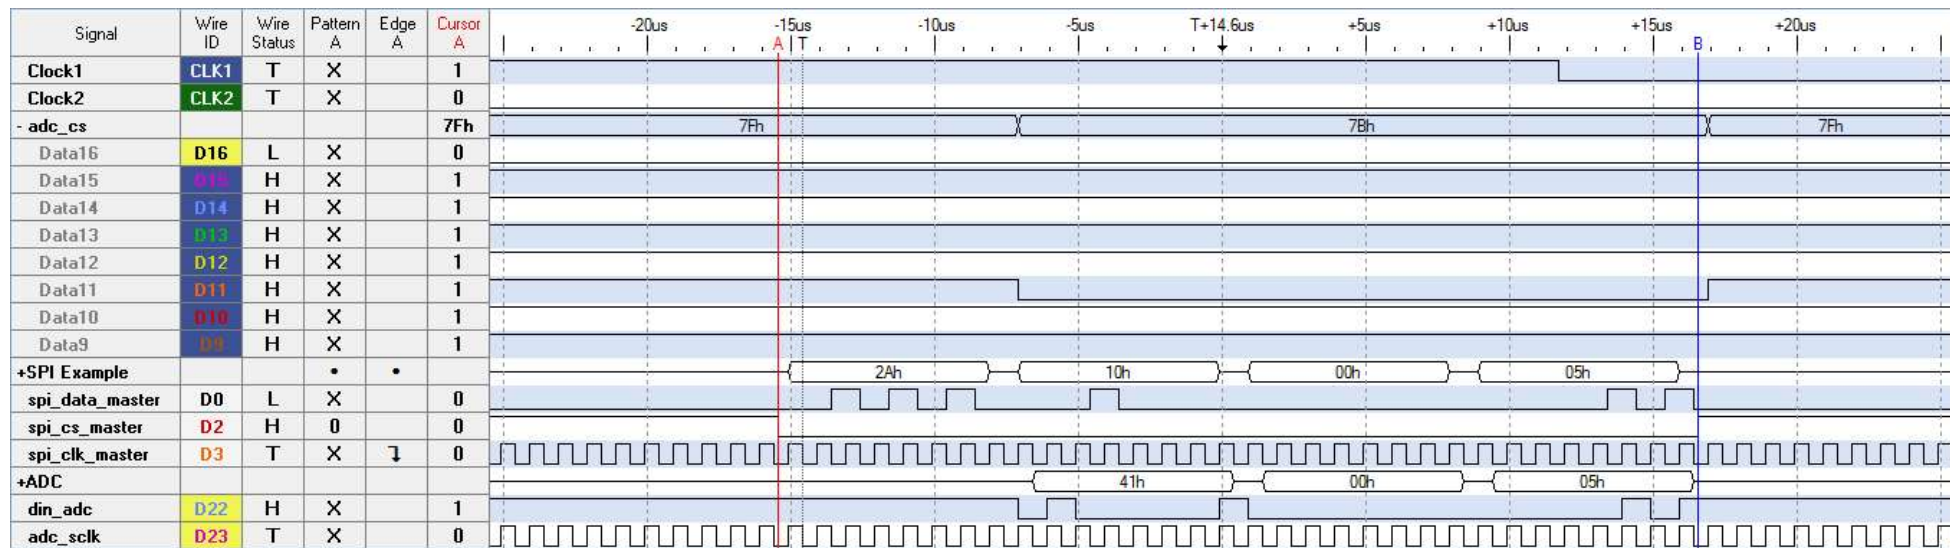 Signal Wire ID Wire Status Pattern A Edge A Cursor A -20us -15us -10us -5us T+14.6us +5us +10us +15us +20us
A T B
Clock1 CLK1 T X 1
Clock2 CLK2 T X 0
- adc_cs 7Fh 7Fh 7Bh 7Fh
Data16 D16 L X 0
Data15 D15 H X 1
Data14 D14 H X 1
Data13 D13 H X 1
Data12 D12 H X 1
Data11 D11 H X 1
Data10 D10 H X 1
Data9 D9 H X 1
+SPI Example • • 2Ah 10h 00h 05h
spi_data_master D0 L X 0
spi_cs_master D2 H 0 0
spi_clk_master D3 T X 0
+ADC 41h 00h 05h
din_adc D22 H X 1
adc_sclk D23 T X 0